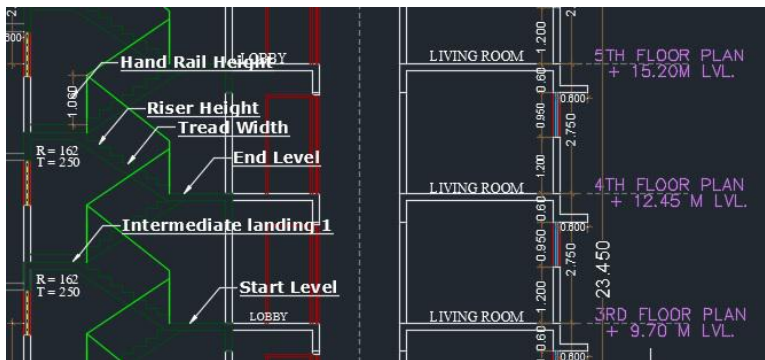 2.
1.200
2.
LOBBY
Hand Rail Height
LIVING ROOM
5TH FLOOR PLAN
+ 15.20M LVL.
0.60
0.600
1.000
Riser Height
Tread Width
0.950
2.750
R = 162
T = 250
End Level
1.200
LIVING ROOM
4TH FLOOR PLAN
+ 12.45 M LVL.
0.60
0.600
Intermediate landing 1
0.950
2.750
23.450
R = 162
T = 250
Start Level
1.200
LOBBY
LIVING ROOM
3RD FLOOR PLAN
+ 9.70 M LVL.
0.60
0.600